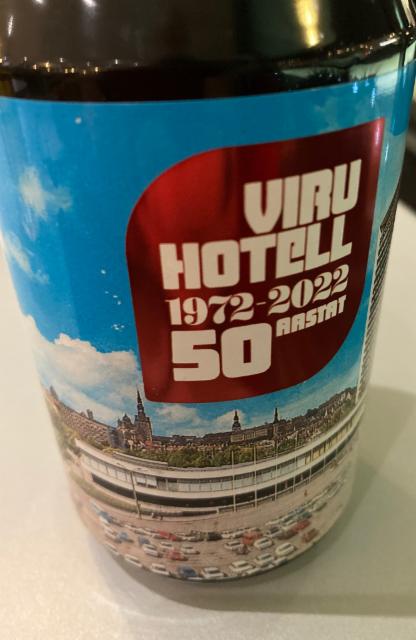 VIRU
HOTELL
1972-2022
50 AASTAT